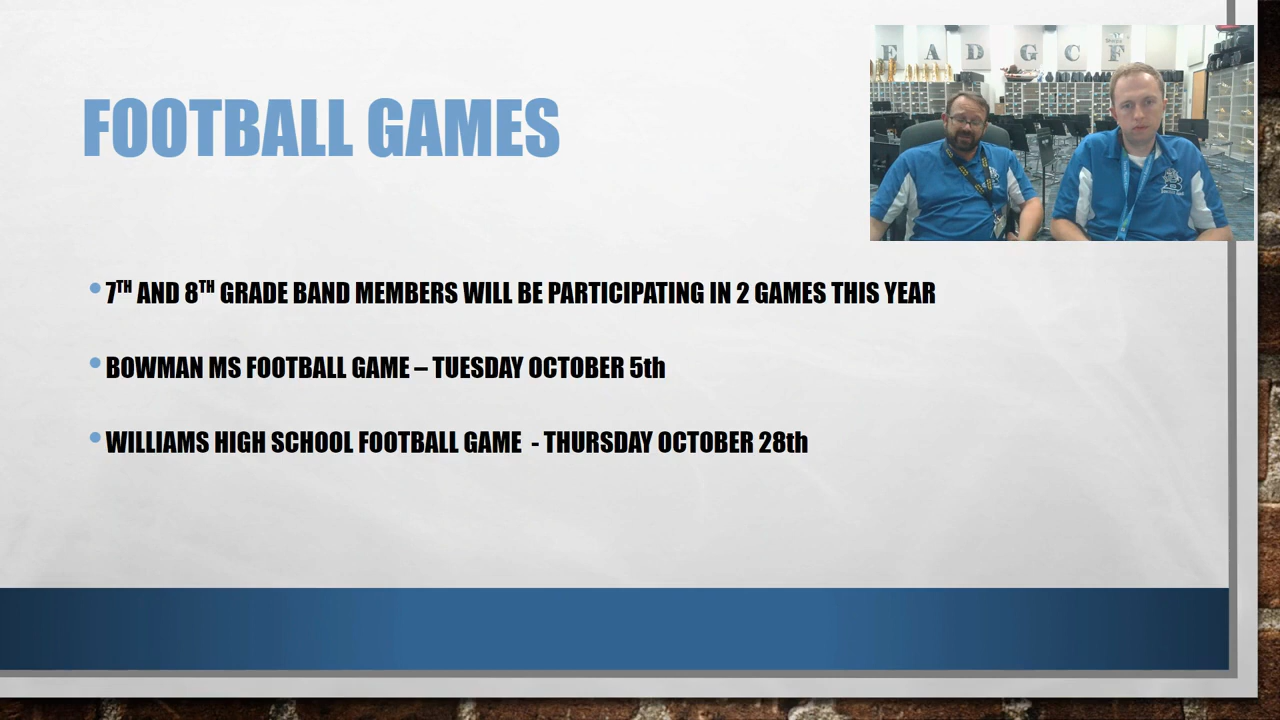 E A D G C F
FOOTBALL GAMES
•7TH AND 8TH GRADE BAND MEMBERS WILL BE PARTICIPATING IN 2 GAMES THIS YEAR
•BOWMAN MS FOOTBALL GAME – TUESDAY OCTOBER 5th
•WILLIAMS HIGH SCHOOL FOOTBALL GAME - THURSDAY OCTOBER 28th